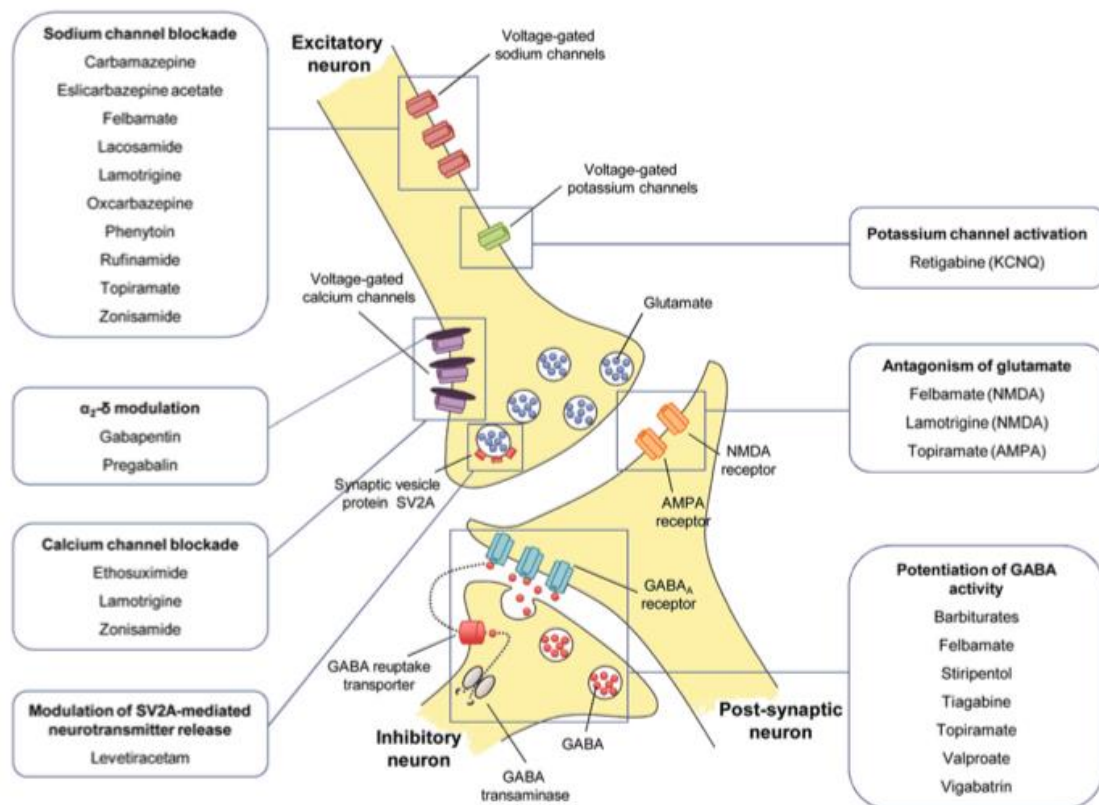 Sodium channel blockade
Carbamazepine
Eslicarbazepine acetate
Felbamate
Lacosamide
Lamotrigine
Oxcarbazepine
Phenytoin
Rufinamide
Topiramate
Zonisamide
α₂-δ modulation
Gabapentin
Pregabalin
Calcium channel blockade
Ethosuximide
Lamotrigine
Zonisamide
Modulation of SV2A-mediated
neurotransmitter release
Levetiracetam
Excitatory
neuron
Voltage-gated
sodium channels
Voltage-gated
potassium channels
Voltage-gated
calcium channels
Glutamate
Synaptic vesicle
protein SV2A
NMDA
receptor
AMPA
receptor
GABA_A
receptor
GABA reuptake
transporter
Inhibitory
neuron
GABA
GABA
transaminase
Post-synaptic
neuron
Potassium channel activation
Retigabine (KCNQ)
Antagonism of glutamate
Felbamate (NMDA)
Lamotrigine (NMDA)
Topiramate (AMPA)
Potentiation of GABA
activity
Barbiturates
Felbamate
Stiripentol
Tiagabine
Topiramate
Valproate
Vigabatrin